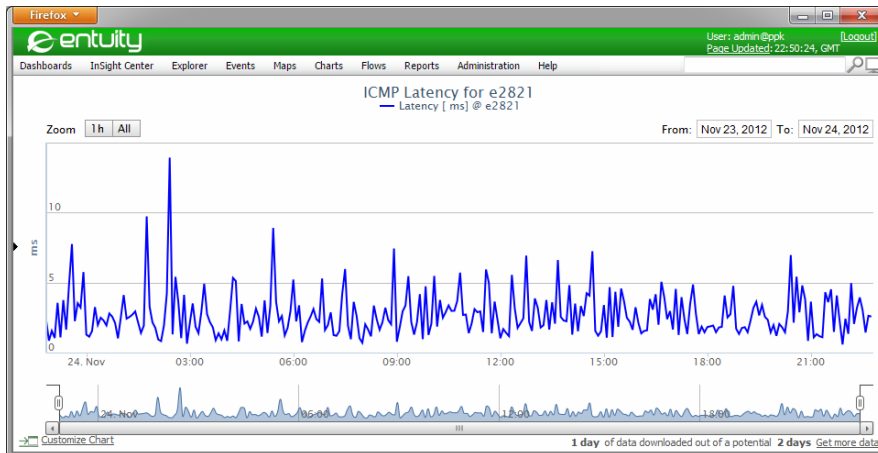 Firefox
entuity
User: admin@ppk [Logout]
Page Updated: 22:50:24, GMT
Dashboards InSight Center Explorer Events Maps Charts Flows Reports Administration Help
ICMP Latency for e2821
Latency [ ms] @ e2821
Zoom 1h All From: Nov 23, 2012 To: Nov 24, 2012
10
ms
5
0
24. Nov 03:00 06:00 09:00 12:00 15:00 18:00 21:00
24. Nov 06:00 12:00 18:00
Customize Chart
1 day of data downloaded out of a potential 2 days Get more data